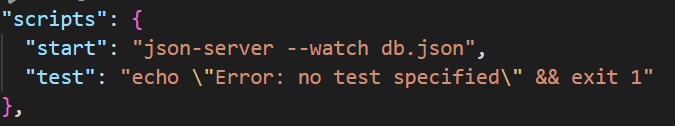 "scripts": {
"start": "json-server --watch db.json",
"test": "echo \"Error: no test specified\" && exit 1"
},